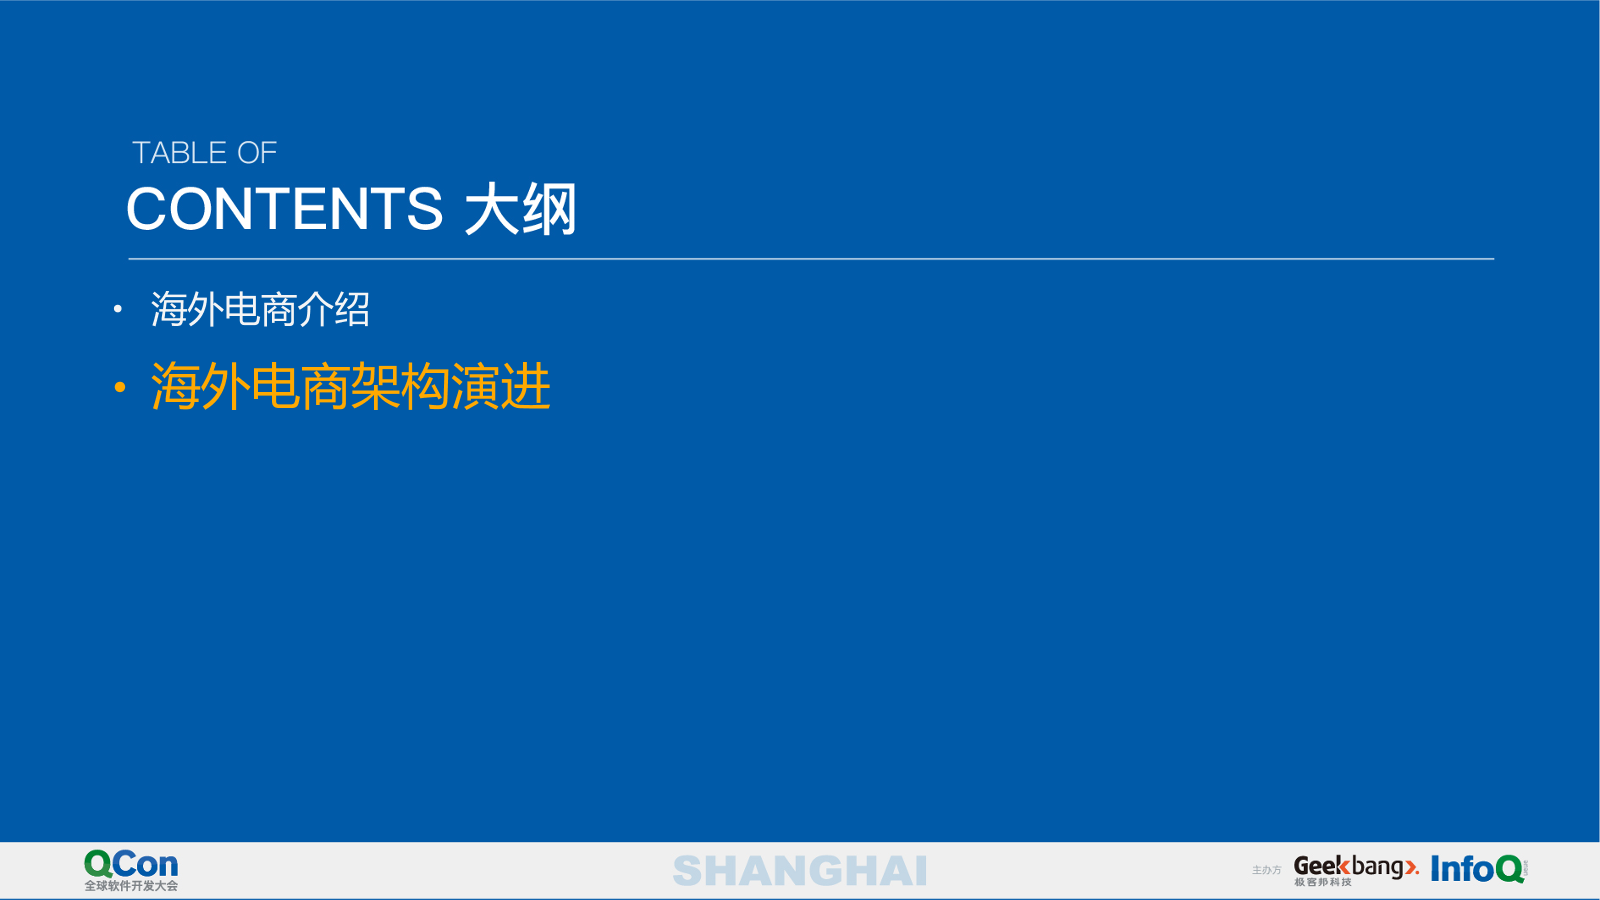 TABLE OF
CONTENTS 大纲
• 海外电商介绍
• 海外电商架构演进
QCon
全球软件开发大会
SHANGHAI
主办方
Geekbang>.
极客邦科技
InfoQ